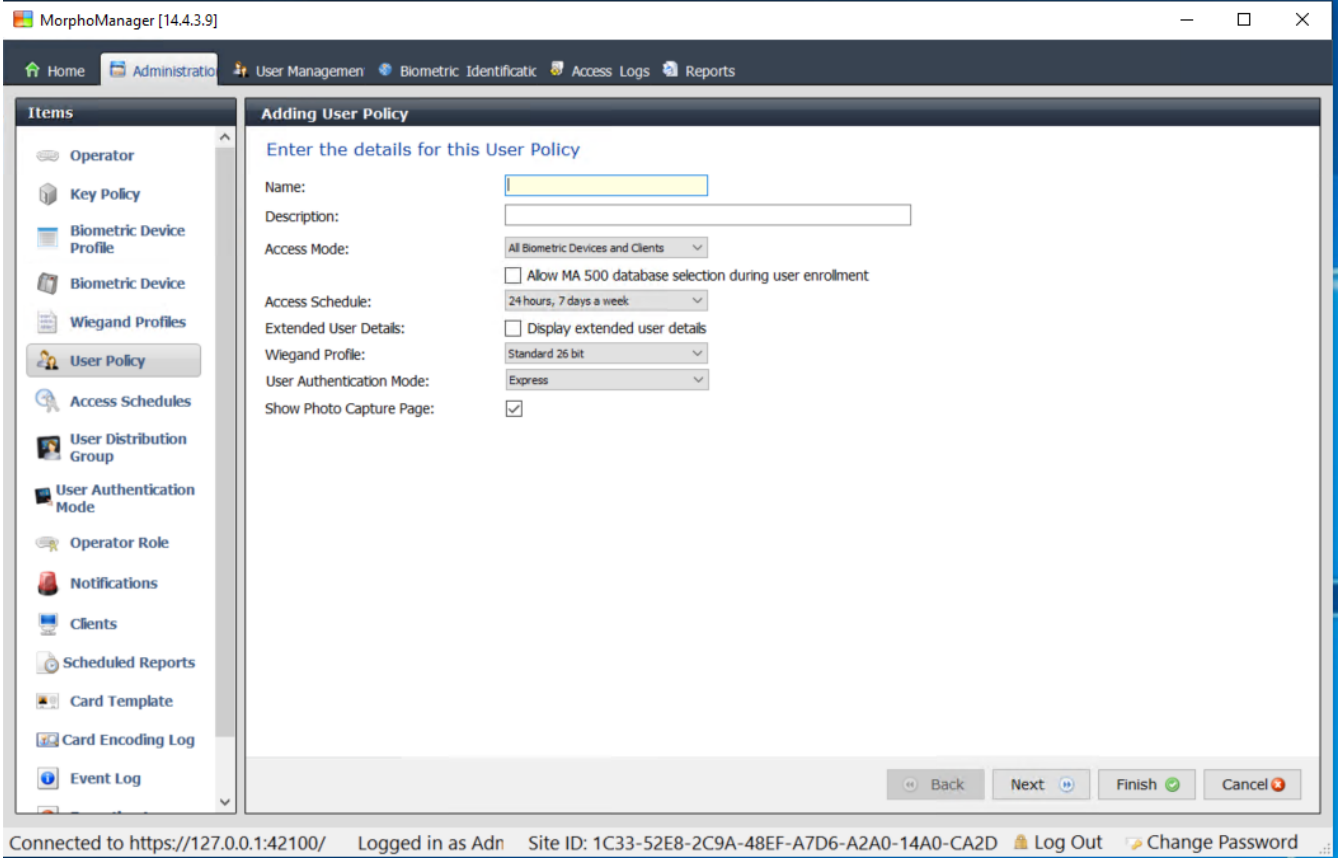 MorphoManager [14.4.3.9]
Home Administratio User Managemen Biometric Identificatic Access Logs Reports
Items
Operator
Key Policy
Biometric Device
Profile
Biometric Device
Wiegand Profiles
User Policy
Access Schedules
User Distribution
Group
User Authentication
Mode
Operator Role
Notifications
Clients
Scheduled Reports
Card Template
Card Encoding Log
Event Log
Adding User Policy
Enter the details for this User Policy
Name:
Description:
Access Mode: All Biometric Devices and Clients
Allow MA 500 database selection during user enrollment
Access Schedule: 24 hours, 7 days a week
Extended User Details: Display extended user details
Wiegand Profile: Standard 26 bit
User Authentication Mode: Express
Show Photo Capture Page:
Back Next Finish Cancel
Connected to https://127.0.0.1:42100/ Logged in as Adn Site ID: 1C33-52E8-2C9A-48EF-A7D6-A2A0-14A0-CA2D Log Out Change Password